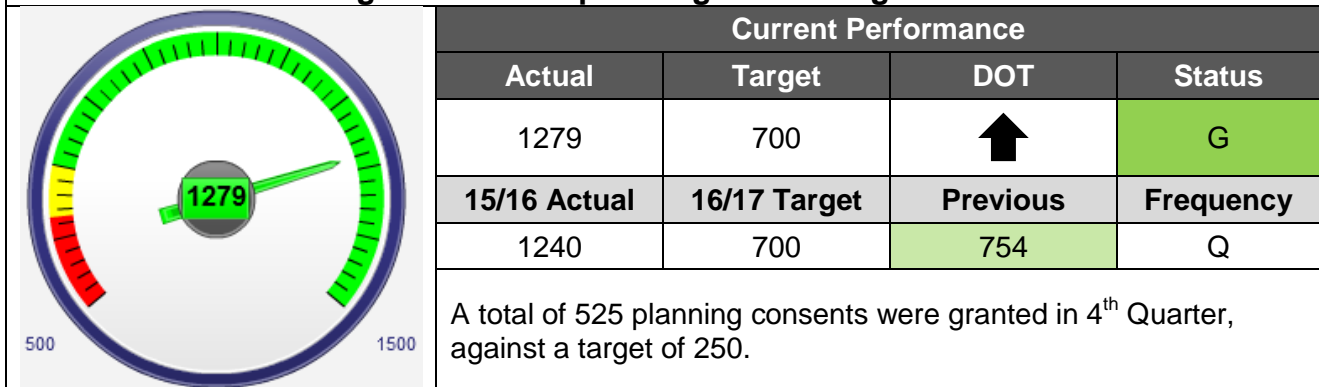 Current Performance
Actual Target DOT Status
1279 700 G
15/16 Actual 16/17 Target Previous Frequency
1240 700 754 Q
A total of 525 planning consents were granted in 4th Quarter,
against a target of 250.
1279
500 1500